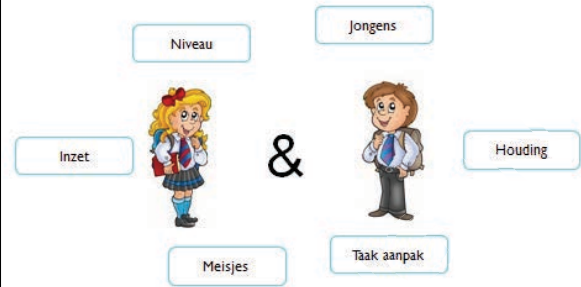 Jongens
Niveau
&
Inzet
Houding
Taak aanpak
Meisjes